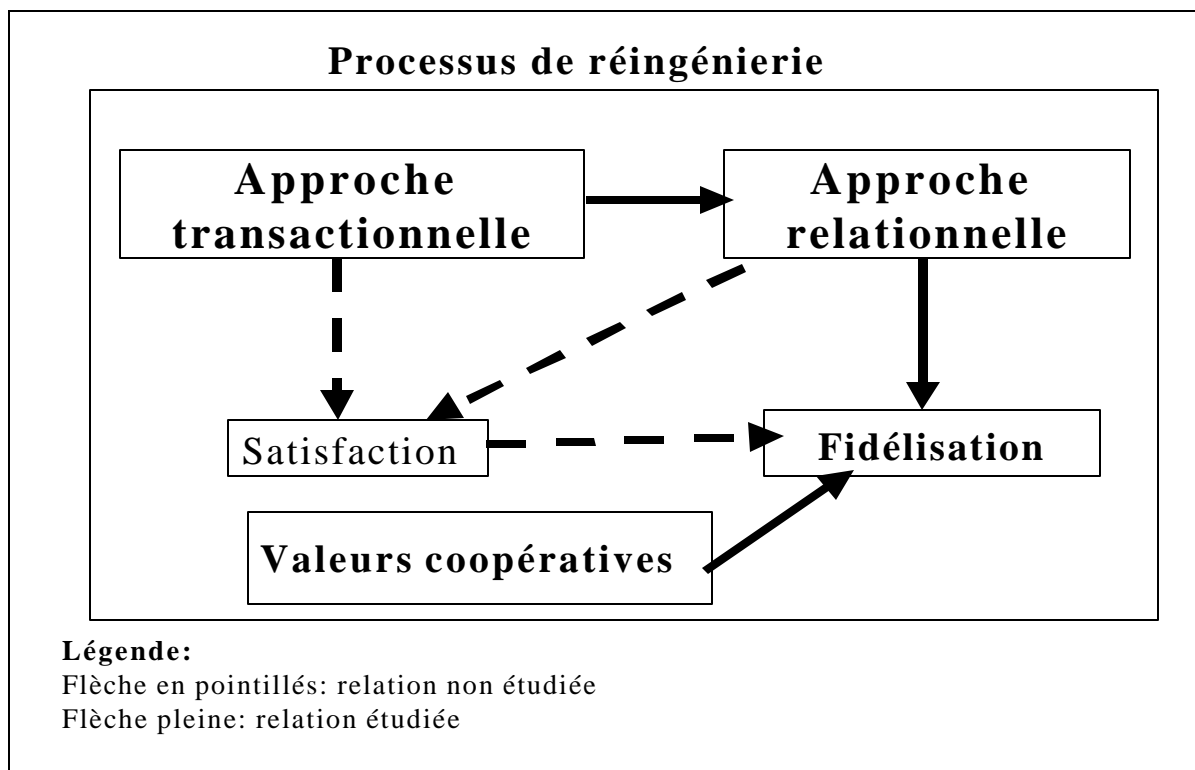 Processus de réingénierie
Approche
transactionnelle
Approche
relationnelle
Satisfaction
Fidélisation
Valeurs coopératives
Légende:
Flèche en pointillés: relation non étudiée
Flèche pleine: relation étudiée